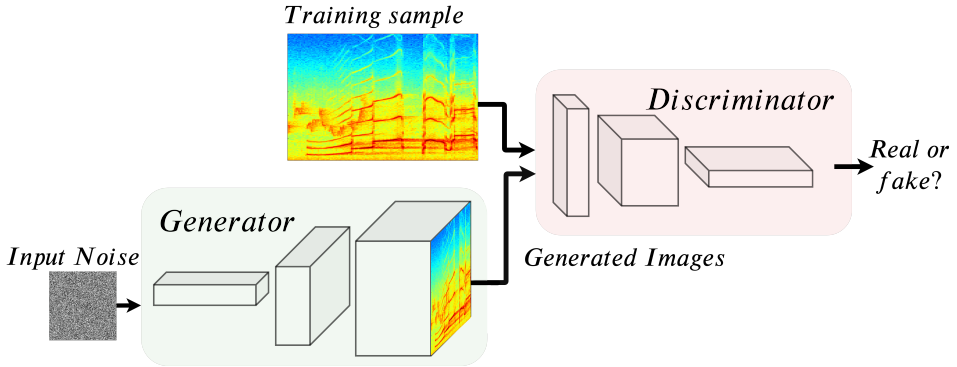 Training sample
Discriminator
Real or
fake?
Generator
Input Noise
Generated Images